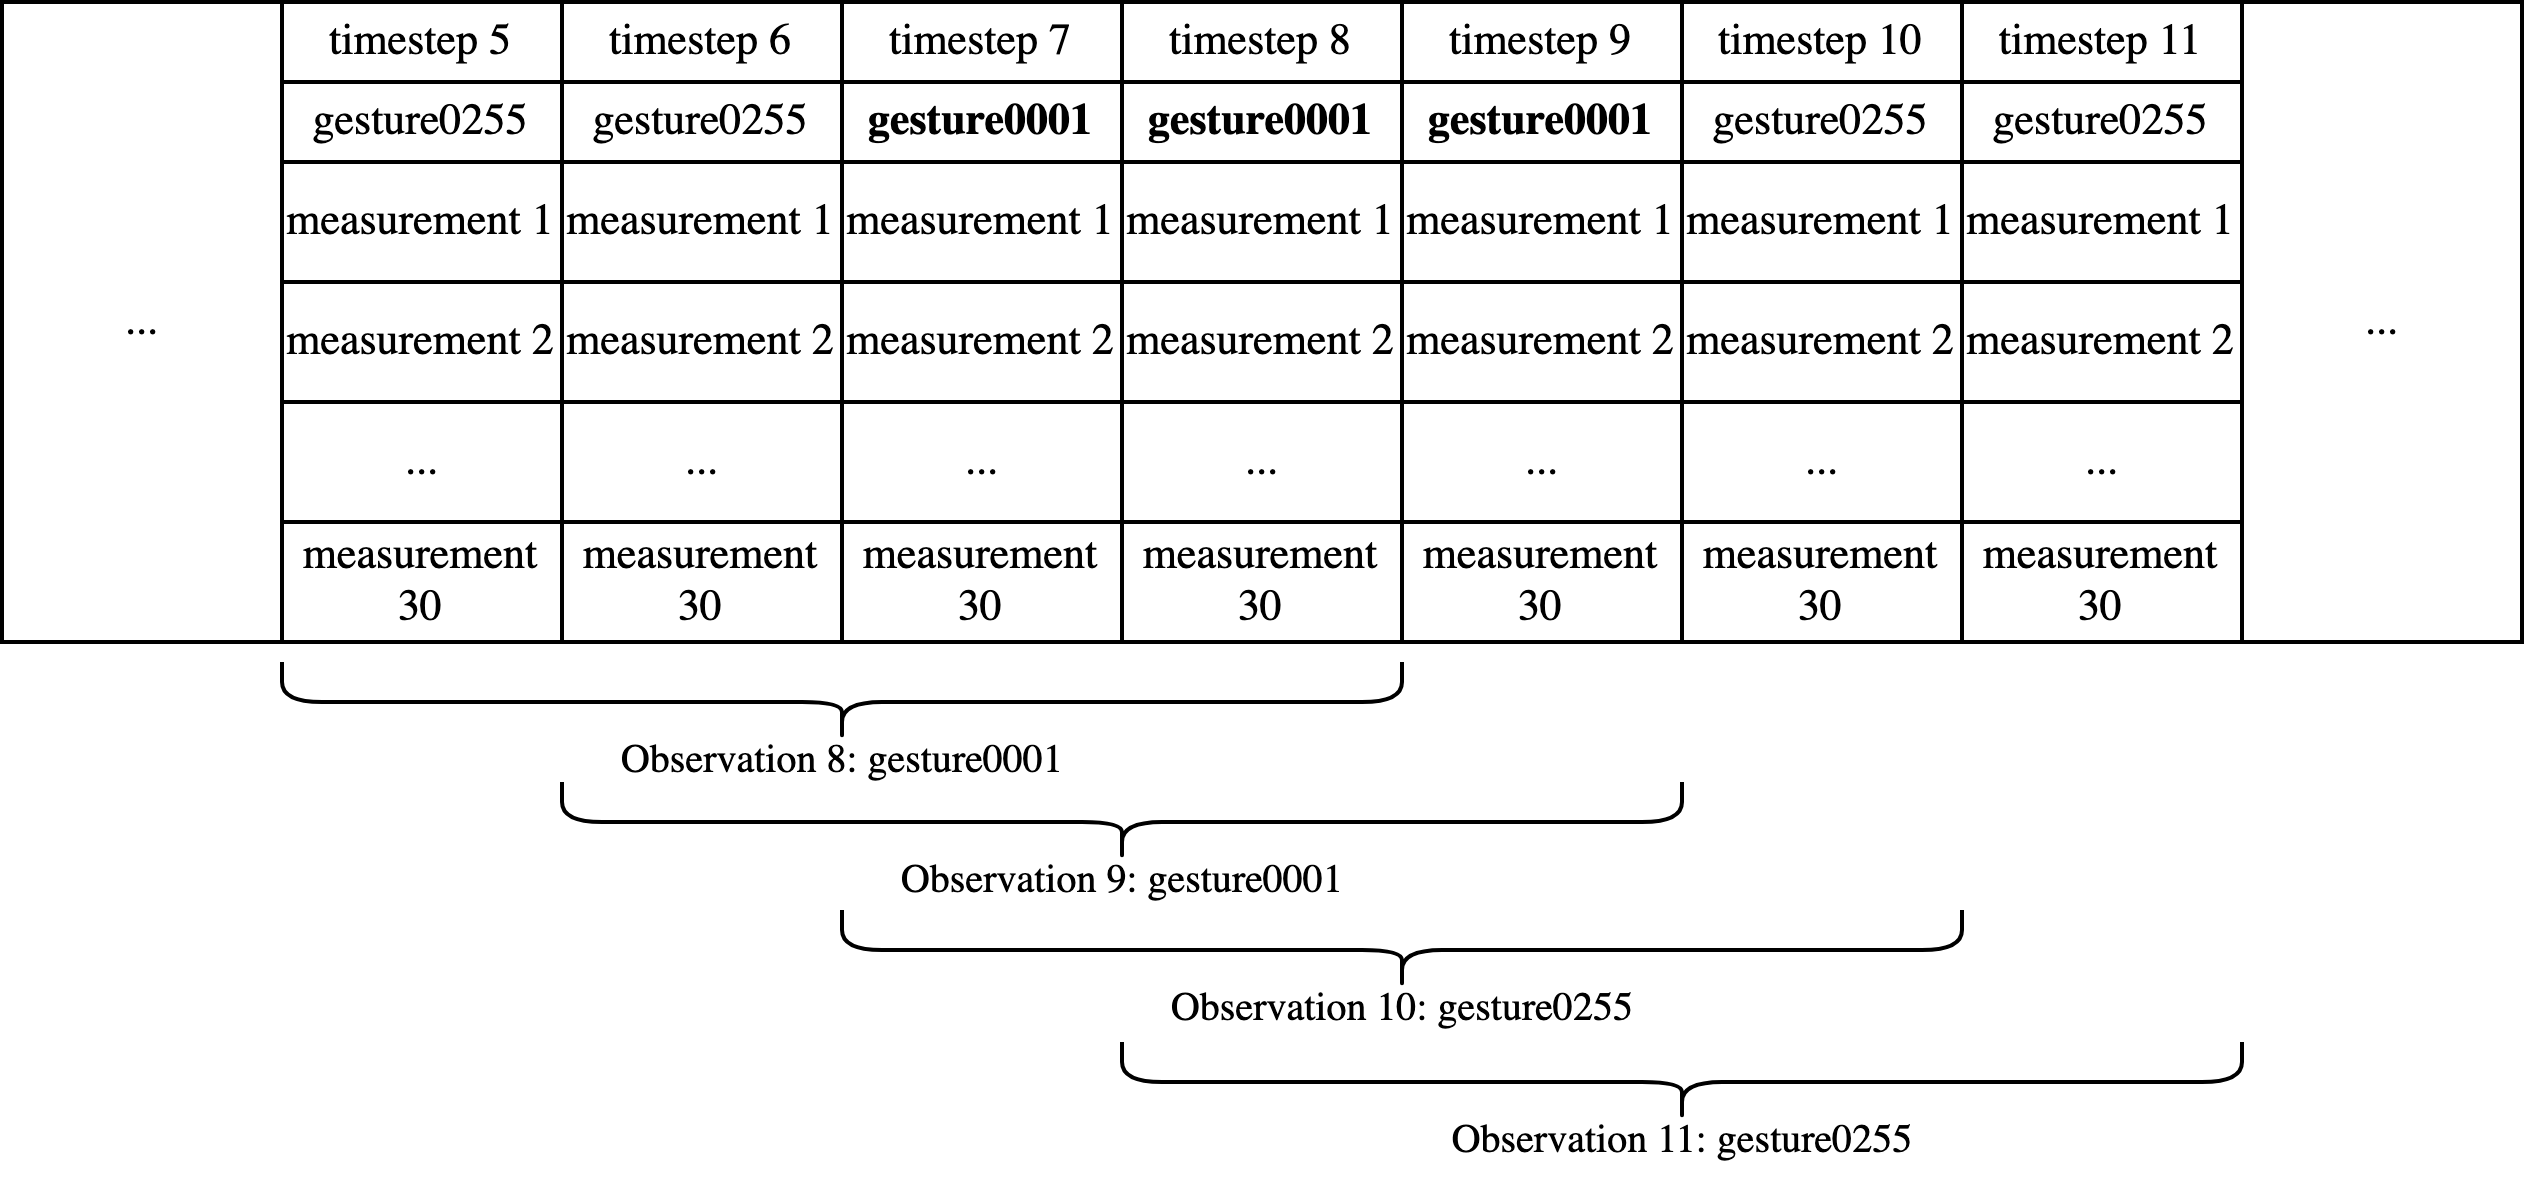 timestep 5 timestep 6 timestep 7 timestep 8 timestep 9 timestep 10 timestep 11
gesture0255 gesture0255 gesture0001 gesture0001 gesture0001 gesture0255 gesture0255
measurement 1 measurement 1 measurement 1 measurement 1 measurement 1 measurement 1 measurement 1
... measurement 2 measurement 2 measurement 2 measurement 2 measurement 2 measurement 2 measurement 2 ...
... ... ... ... ... ... ...
measurement measurement measurement measurement measurement measurement measurement
30 30 30 30 30 30 30
Observation 8: gesture0001
Observation 9: gesture0001
Observation 10: gesture0255
Observation 11: gesture0255